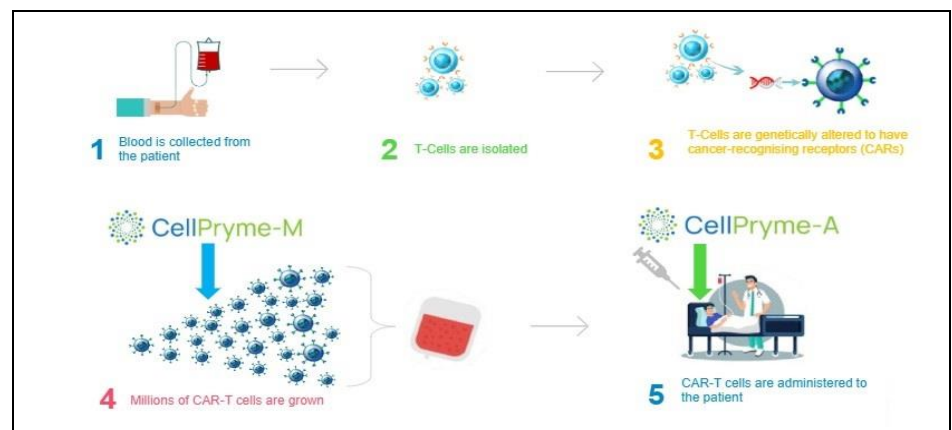 1 Blood is collected from
the patient
2 T-Cells are isolated
3 T-Cells are genetically altered to have
cancer-recognising receptors (CARs)
CellPryme-M
CellPryme-A
4 Millions of CAR-T cells are grown
5 CAR-T cells are administered to
the patient